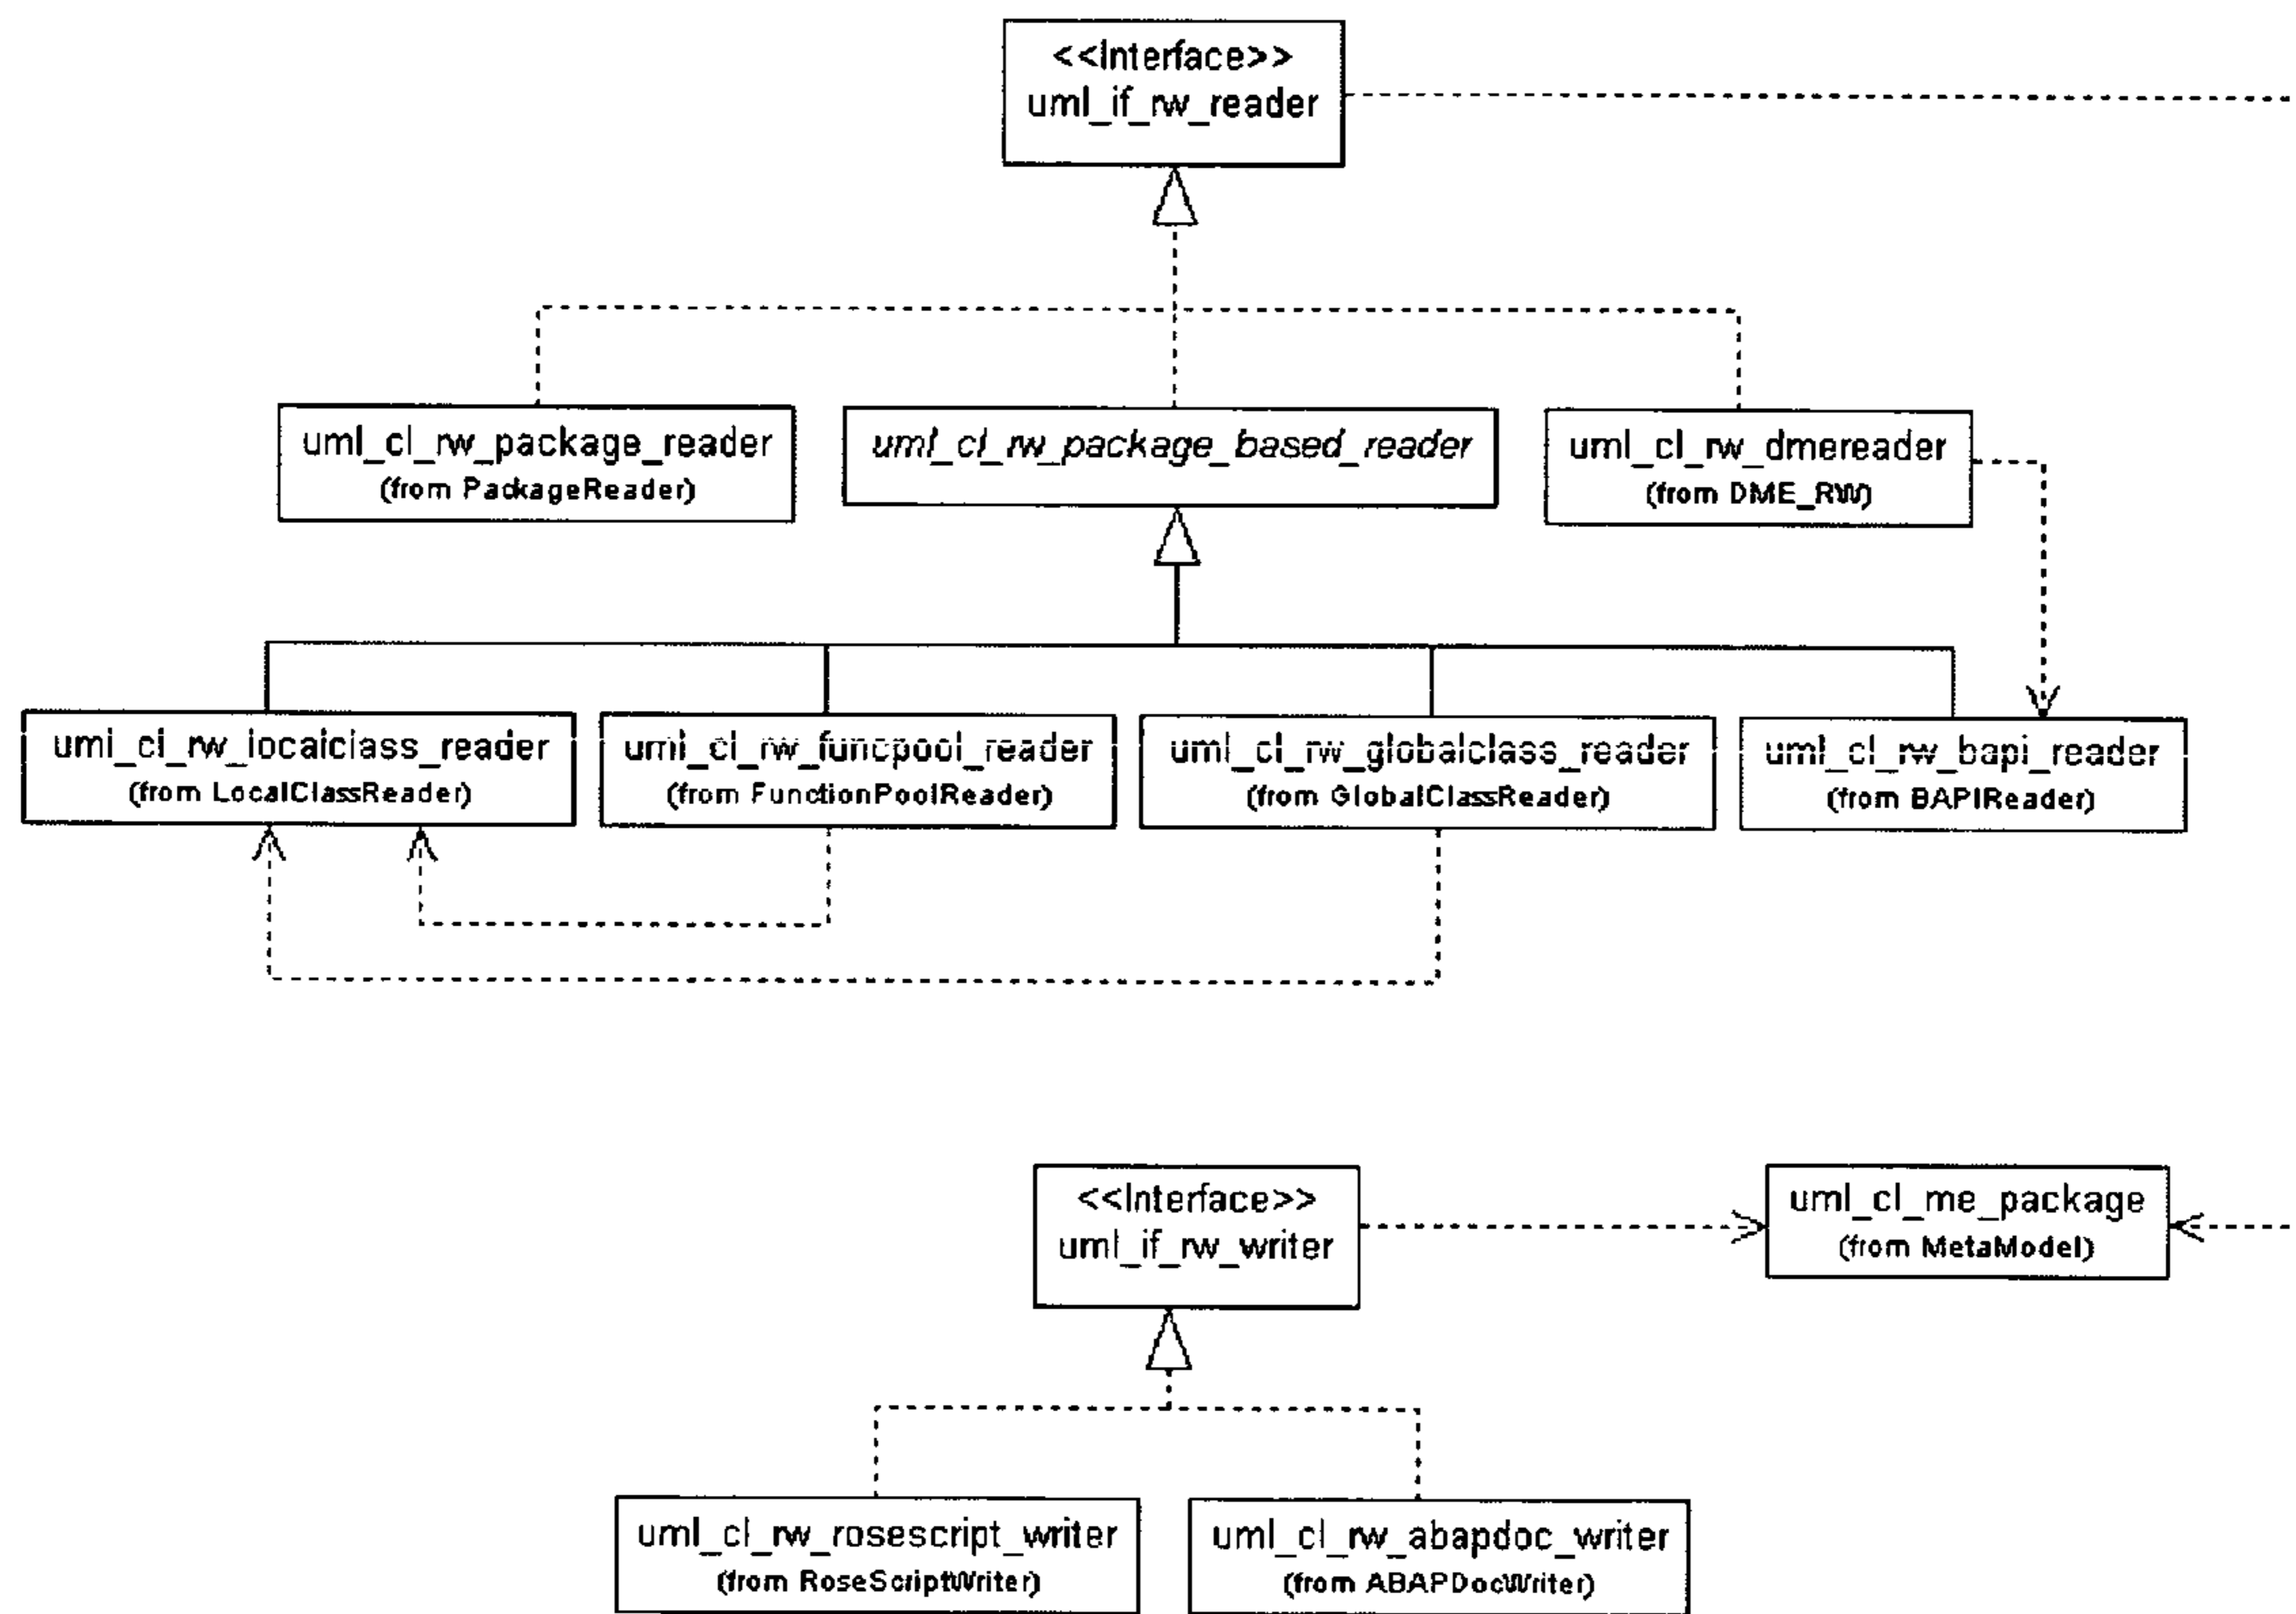 <<Interface>>
uml_if_rw_reader
uml_cl_rw_package_reader
(from PackageReader)
uml_cl_rw_package_based_reader
uml_cl_rw_dmereader
(from DME_RW)
uml_cl_rw_localclass_reader
(from LocalClassReader)
uml_cl_rw_funcpool_reader
(from FunctionPoolReader)
uml_cl_rw_globalclass_reader
(from GlobalClassReader)
uml_cl_rw_bapi_reader
(from BAPIReader)
<<Interface>>
uml_if_rw_writer
uml_cl_me_package
(from MetaModel)
uml_cl_rw_rosescript_writer
(from RoseScriptWriter)
uml_cl_rw_abapdoc_writer
(from ABAPDocWriter)